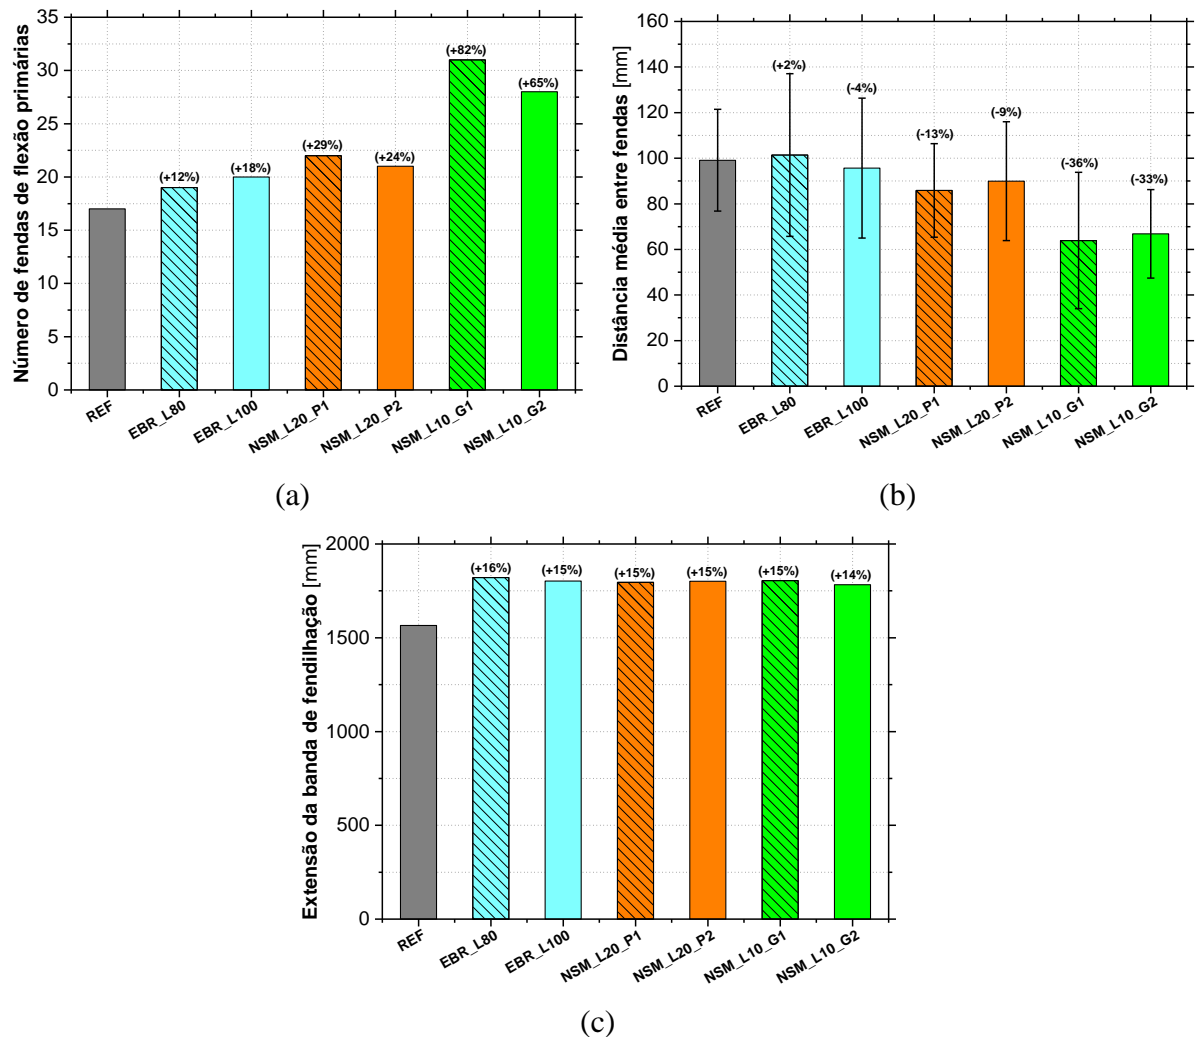 Número de fendas de flexão primárias
35
30
25
20
15
10
5
0
(+12%)
(+18%)
(+29%)
(+24%)
(+82%)
(+65%)
REF
EBR_L80
EBR_L100
NSM_L20_P1
NSM_L20_P2
NSM_L10_G1
NSM_L10_G2
(a)
Distância média entre fendas [mm]
160
140
120
100
80
60
40
20
0
(+2%)
(-4%)
(-13%)
(-9%)
(-36%)
(-33%)
REF
EBR_L80
EBR_L100
NSM_L20_P1
NSM_L20_P2
NSM_L10_G1
NSM_L10_G2
(b)
Extensão da banda de fendilhação [mm]
2000
1500
1000
500
0
(+16%)
(+15%)
(+15%)
(+15%)
(+15%)
(+14%)
REF
EBR_L80
EBR_L100
NSM_L20_P1
NSM_L20_P2
NSM_L10_G1
NSM_L10_G2
(c)